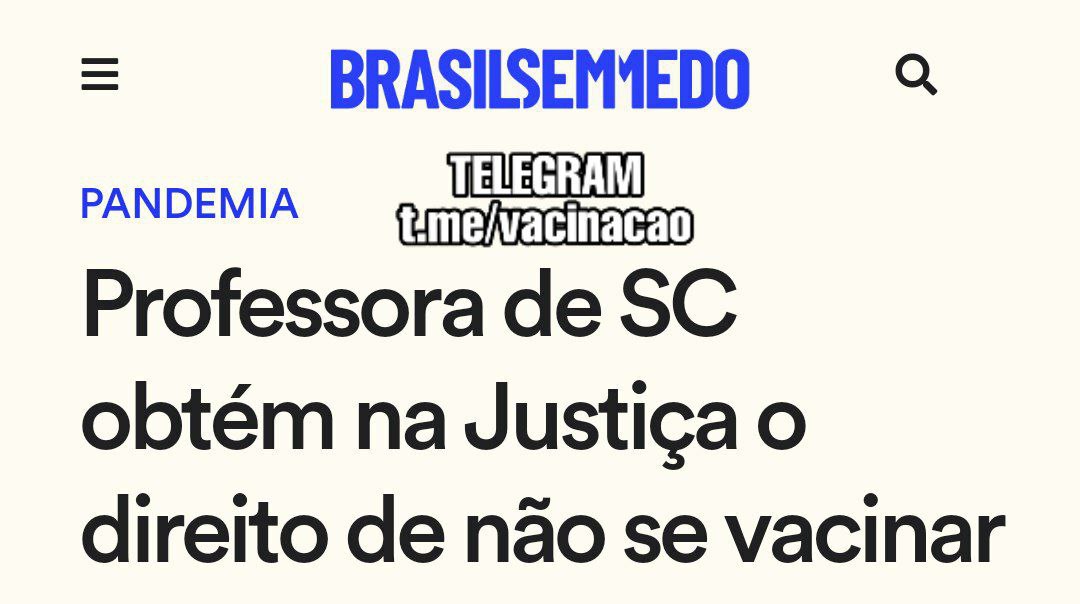 BRASILSEMMEDO
TELEGRAM
t.me/vacinacao
PANDEMIA
Professora de SC
obtém na Justiça o
direito de não se vacinar